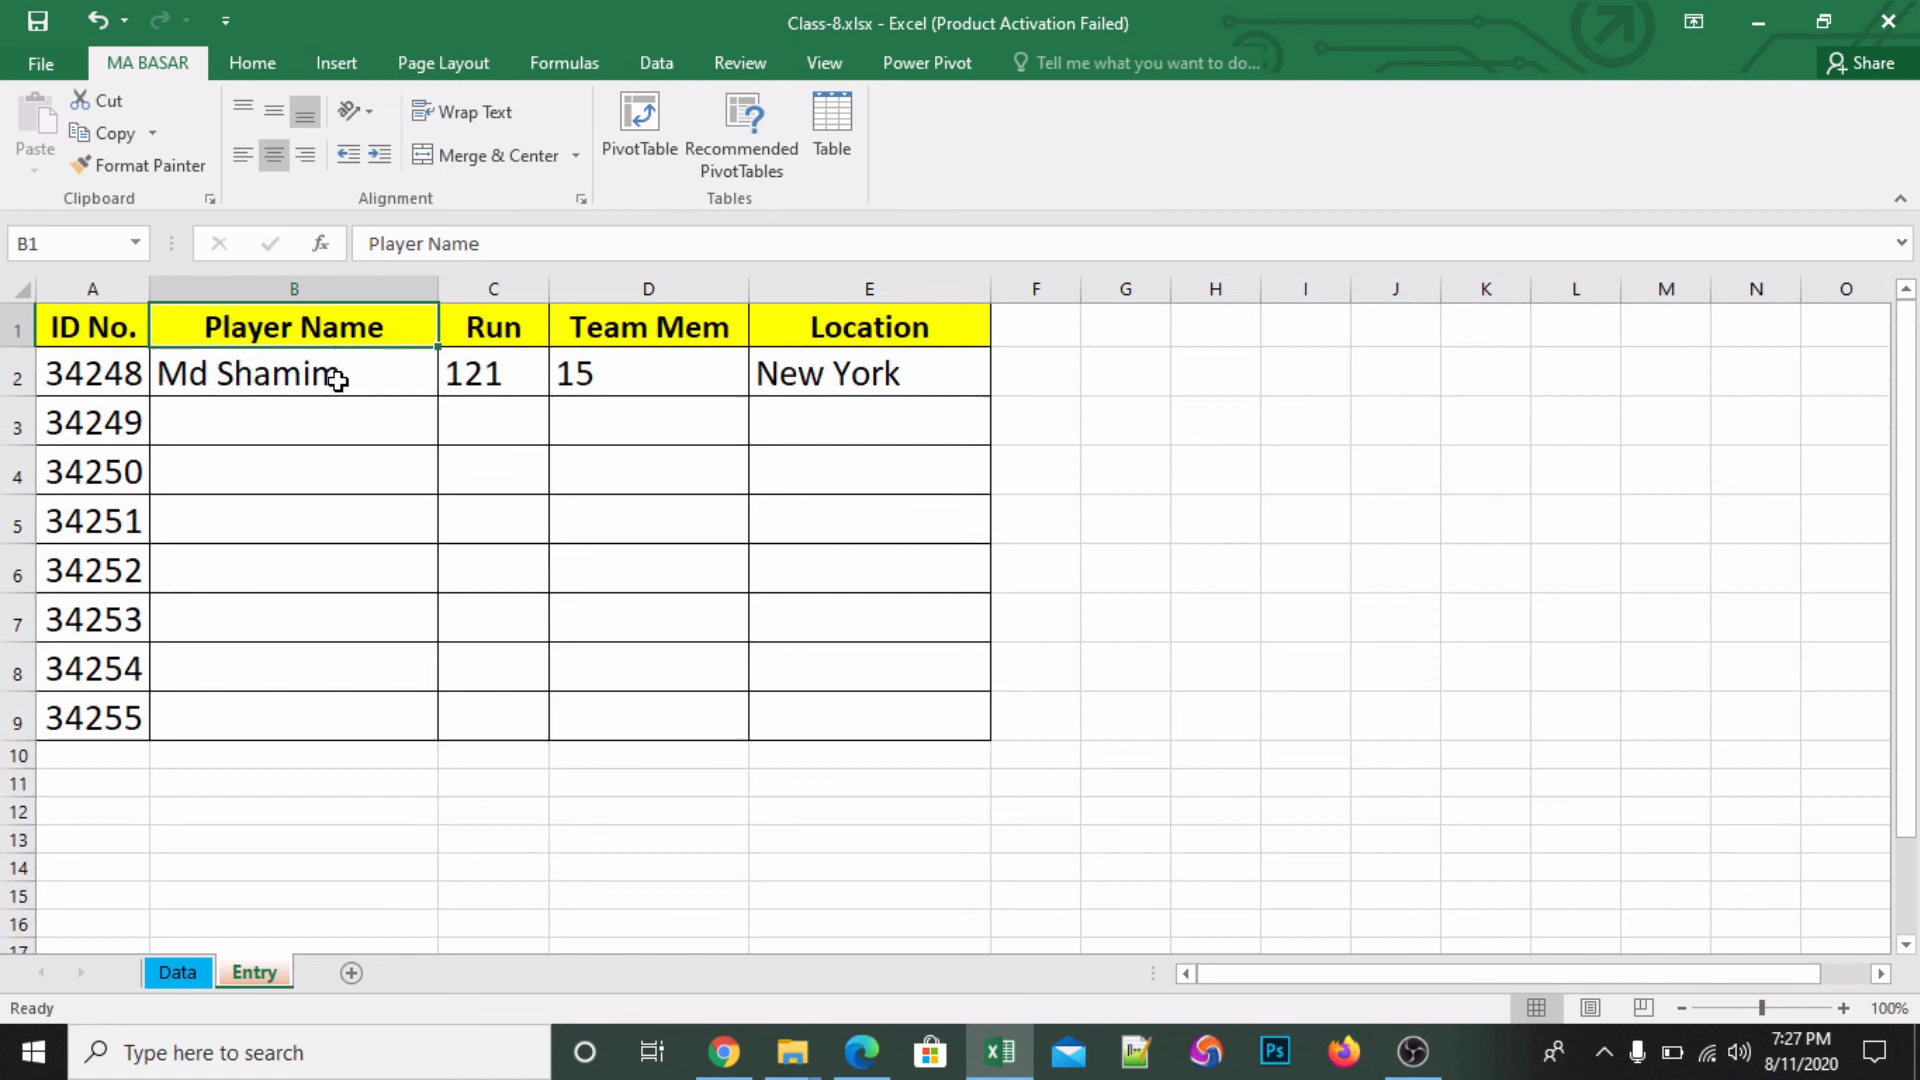 Class-8.xlsx - Excel (Product Activation Failed)
File MA BASAR Home Insert Page Layout Formulas Data Review View Power Pivot Tell me what you want to do... Share
Paste
Cut
Copy
Format Painter
Clipboard
Wrap Text
Merge & Center
Alignment
PivotTable
Recommended
PivotTables
Table
Tables
B1 fx Player Name
A B C D E F G H I J K L M N O
1 ID No. Player Name Run Team Mem Location
2 34248 Md Shamim 121 15 New York
3 34249
4 34250
5 34251
6 34252
7 34253
8 34254
9 34255
10
11
12
13
14
15
16
17
Data Entry
Ready 100%
Type here to search
Ps
7:27 PM
8/11/2020